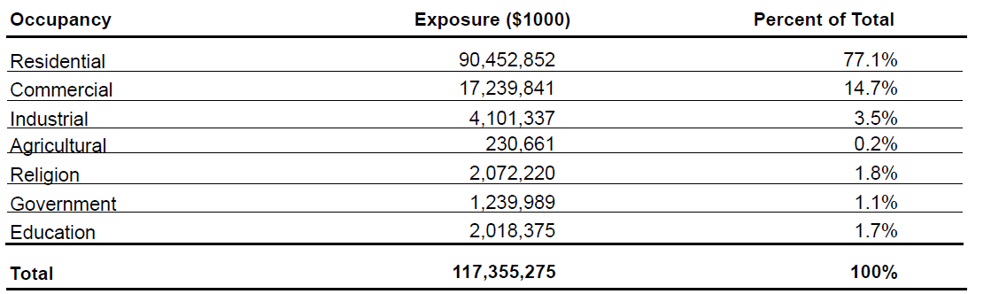 Occupancy Exposure ($1000) Percent of Total
Residential 90,452,852 77.1%
Commercial 17,239,841 14.7%
Industrial 4,101,337 3.5%
Agricultural 230,661 0.2%
Religion 2,072,220 1.8%
Government 1,239,989 1.1%
Education 2,018,375 1.7%
Total 117,355,275 100%